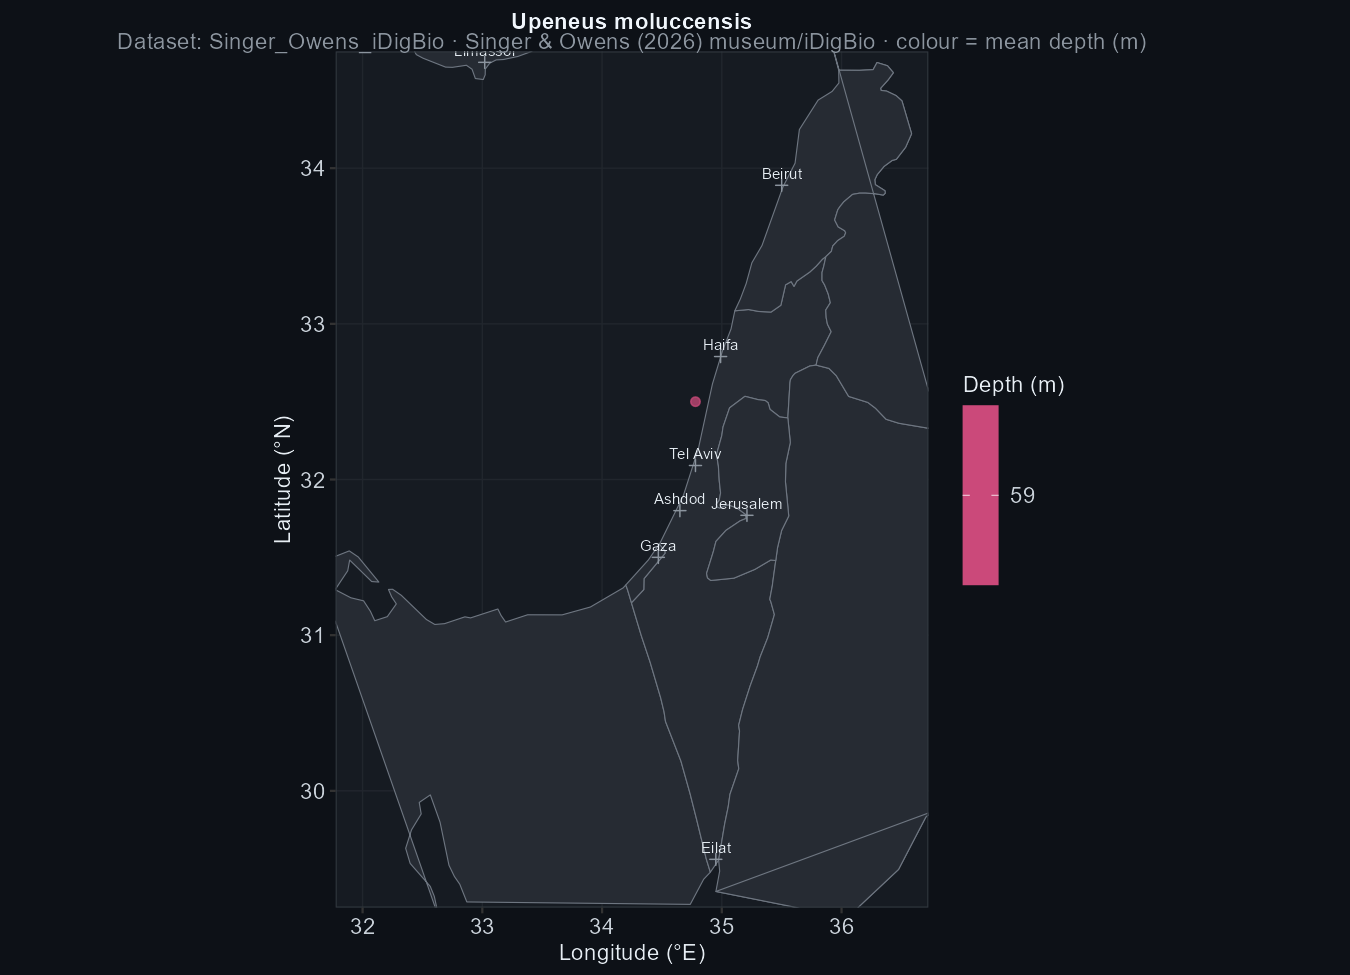 Upeneus moluccensis
Dataset: Singer_Owens_iDigBio · Singer & Owens (2026) museum/iDigBio · colour = mean depth (m)
Limassol
34
Beirut
33
Haifa
Depth (m)
59
Tel Aviv
32
Ashdod
Jerusalem
Gaza
Latitude (°N)
31
30
Eilat
32 33 34 35 36
Longitude (°E)